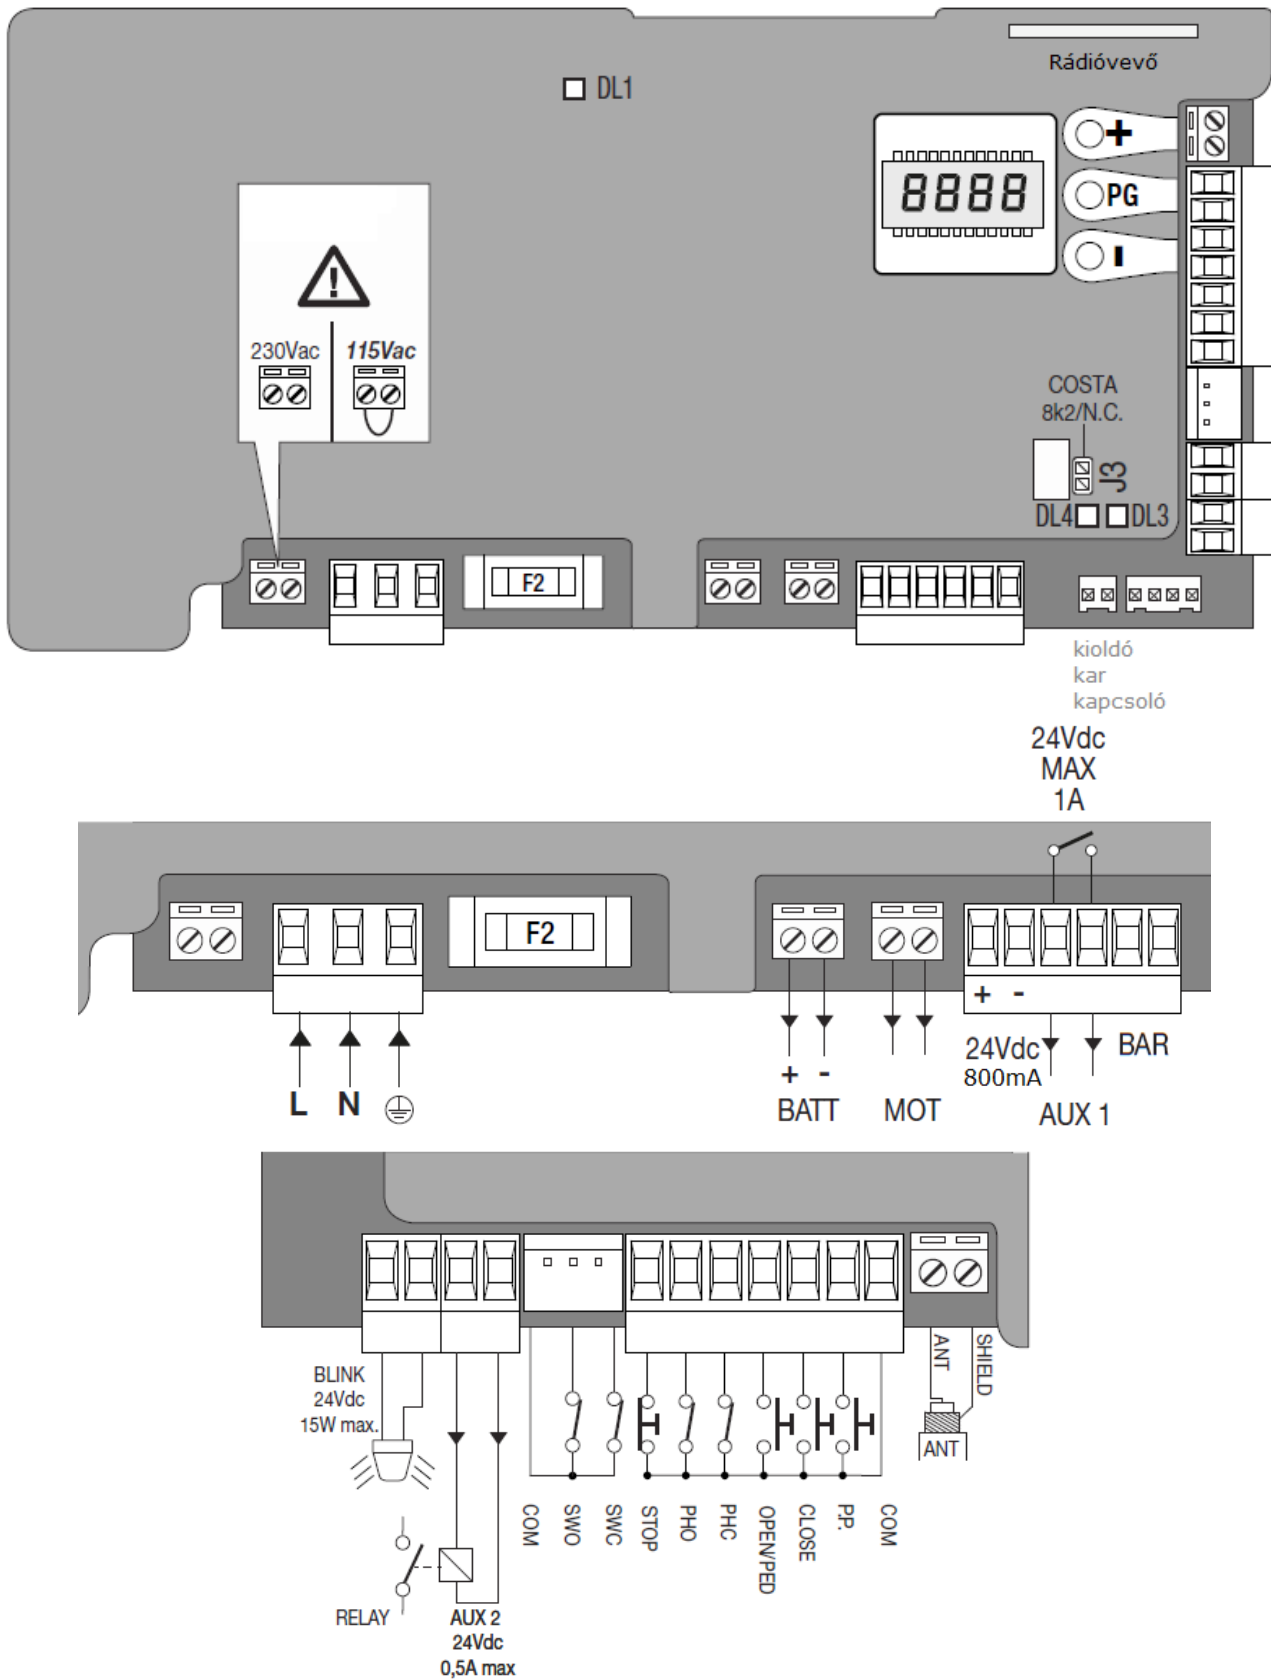 Rádióvevő
DL1
+
8888
PG
-
230Vac
115Vac
COSTA
8k2/N.C.
J3
DL4
DL3
F2
kioldó
kar
kapcsoló
24Vdc
MAX
1A
F2
+ -
L N
+ -
BATT
MOT
24Vdc
800mA
BAR
AUX 1
BLINK
24Vdc
15W max.
ANT
SHIELD
ANT
COM
SWO
SWC
STOP
PHO
PHC
OPEN/PED
CLOSE
P.P.
COM
RELAY
AUX 2
24Vdc
0,5A max